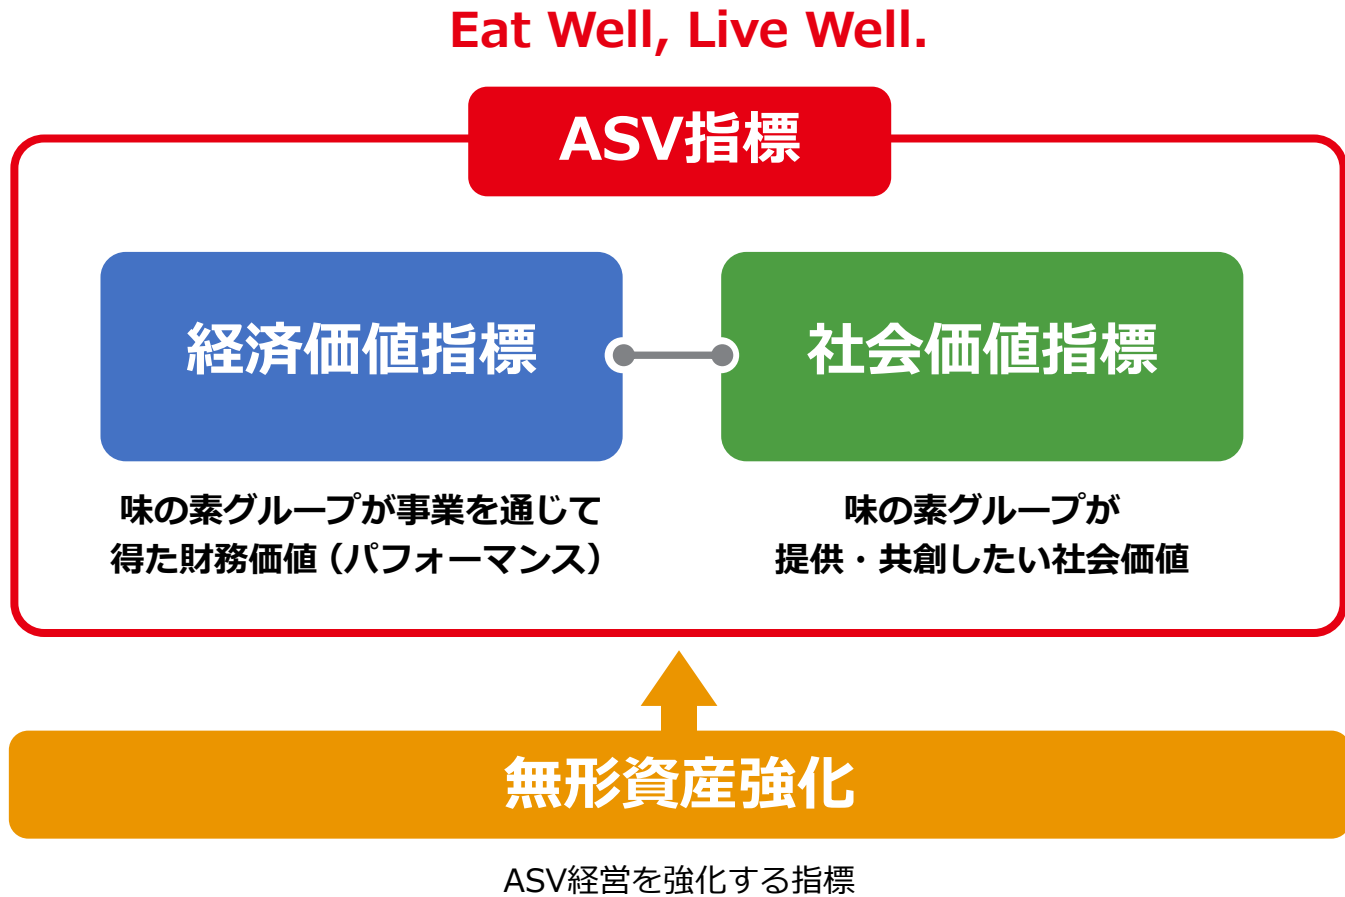 Eat Well, Live Well.
ASV指標
経済価値指標
社会価値指標
味の素グループが事業を通じて
得た財務価値（パフォーマンス）
味の素グループが
提供・共創したい社会価値
無形資産強化
ASV経営を強化する指標